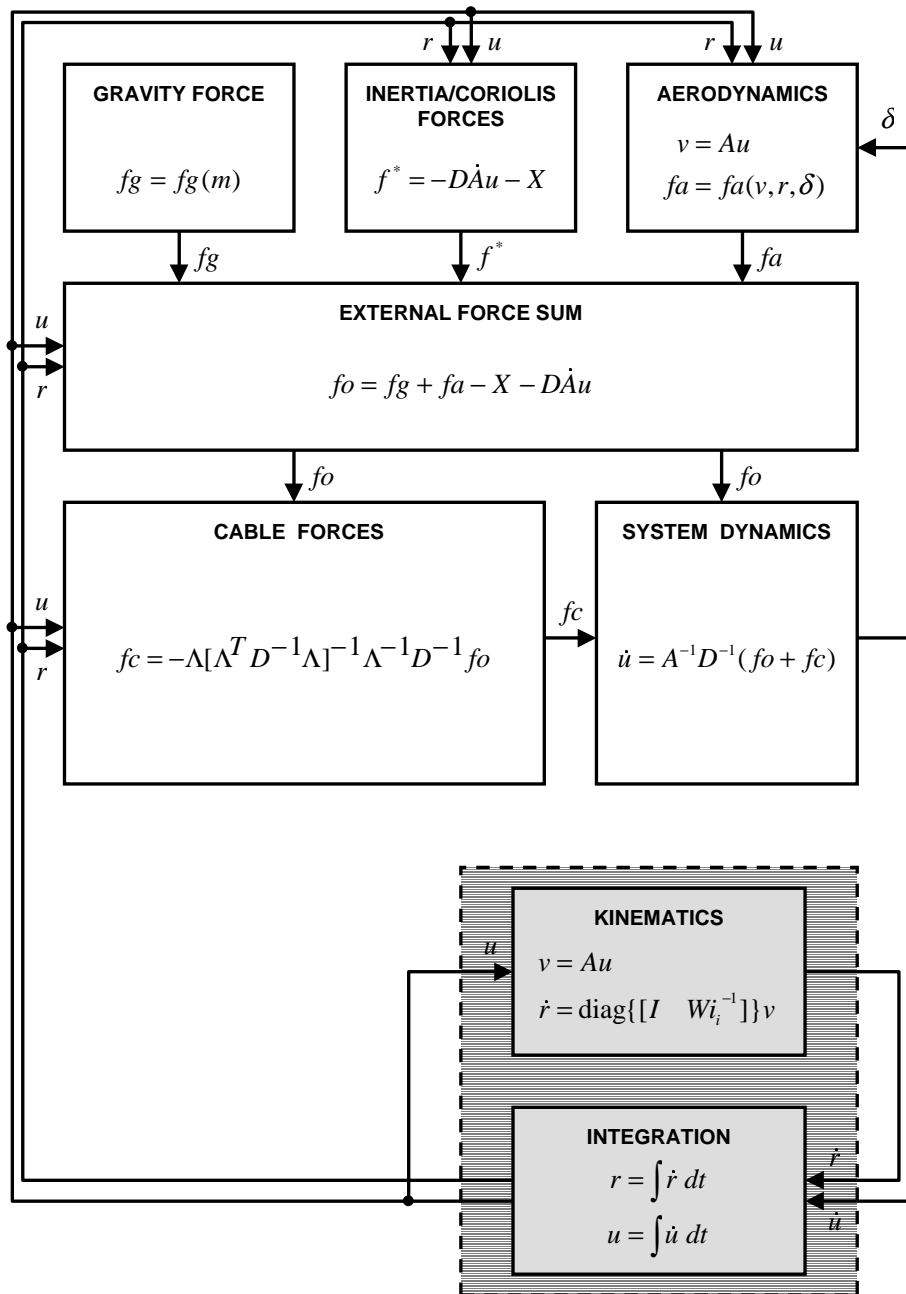 r u r u
GRAVITY FORCE
fg = fg(m)
INERTIA/CORIOLIS
FORCES
f* = −DȦu − X
AERODYNAMICS
v = Au
fa = fa(v, r, δ)
δ
fg f* fa
EXTERNAL FORCE SUM
u
fo = fg + fa − X − DȦu
r
fo fo
CABLE FORCES
u
fc = −Λ[Λ^T D^−1 Λ]^−1 Λ^−1 D^−1 fo
r
fc
SYSTEM DYNAMICS
u̇ = A^−1 D^−1 (fo + fc)
KINEMATICS
u
v = Au
ṙ = diag{[I Wi_i^−1]}v
INTEGRATION
r = ∫ ṙ dt
ṙ
u = ∫ u̇ dt
u̇